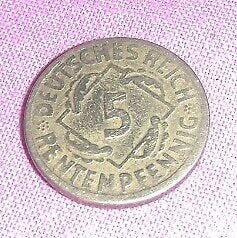 DEUTSCHES REICH
5
RENTENPFENNIG